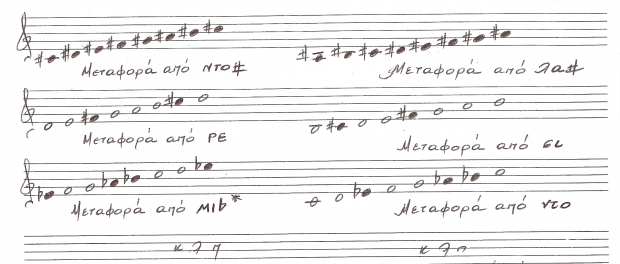 Μεταφορά από ντο# Μεταφορά από λα#
Μεταφορά από ΡΕ Μεταφορά από σι
Μεταφορά από ΜΙb* Μεταφορά από ντο
κ λ π κ λ π